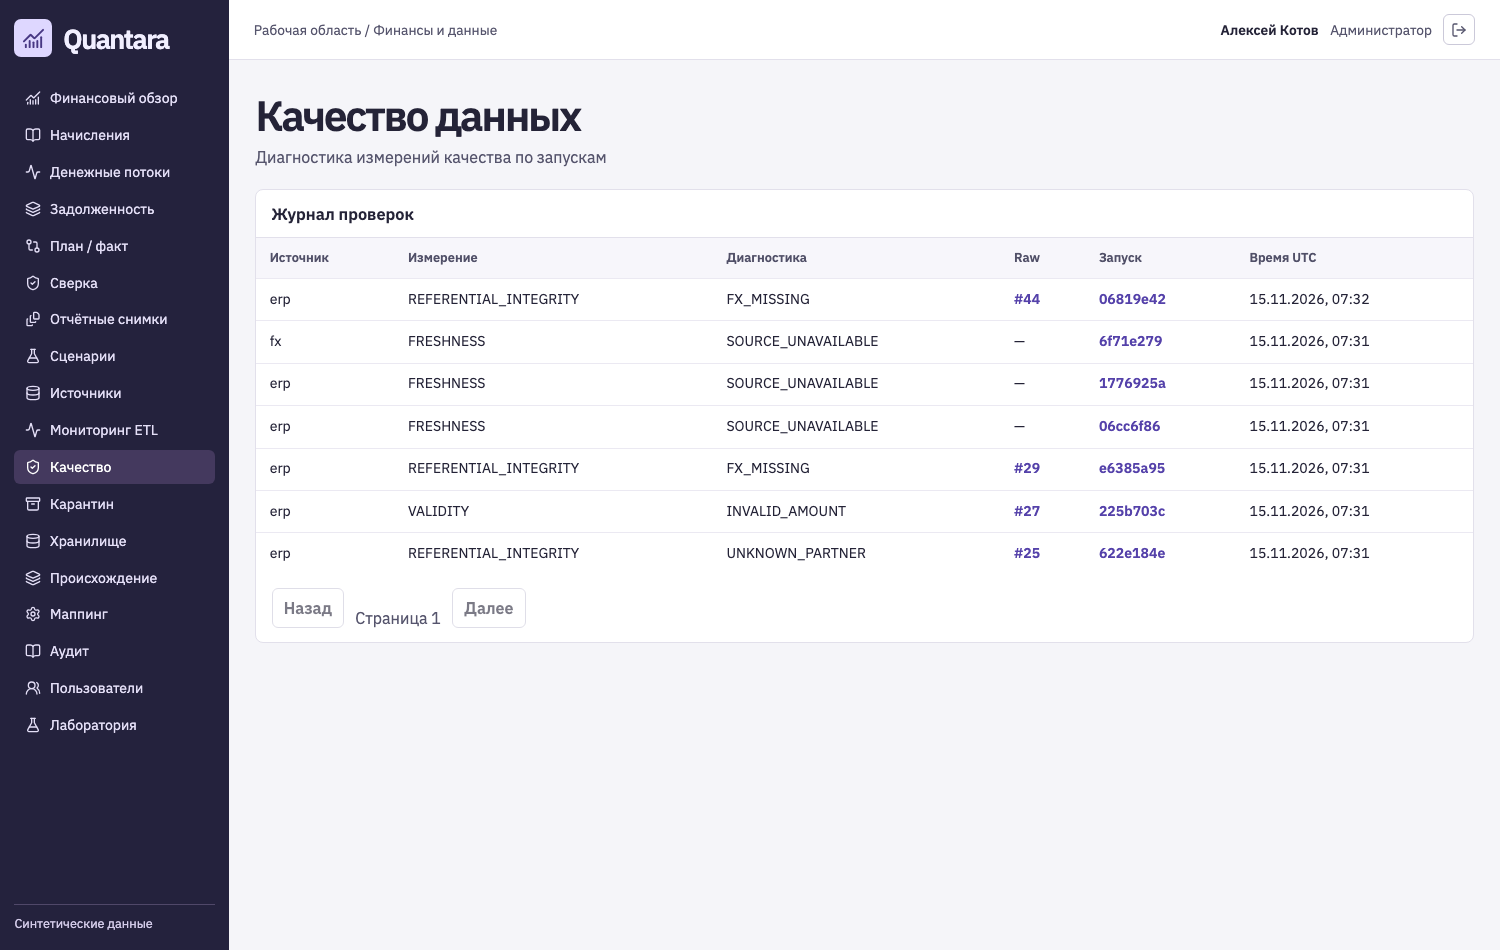 Quantara
Рабочая область / Финансы и данные
Алексей Котов Администратор
Финансовый обзор
Начисления
Денежные потоки
Задолженность
План / факт
Сверка
Отчётные снимки
Сценарии
Источники
Мониторинг ETL
Качество
Карантин
Хранилище
Происхождение
Маппинг
Аудит
Пользователи
Лаборатория
Синтетические данные
Качество данных
Диагностика измерений качества по запускам
Журнал проверок
Источник Измерение Диагностика Raw Запуск Время UTC
erp REFERENTIAL_INTEGRITY FX_MISSING #44 06819e42 15.11.2026, 07:32
fx FRESHNESS SOURCE_UNAVAILABLE — 6f71e279 15.11.2026, 07:31
erp FRESHNESS SOURCE_UNAVAILABLE — 1776925a 15.11.2026, 07:31
erp FRESHNESS SOURCE_UNAVAILABLE — 06cc6f86 15.11.2026, 07:31
erp REFERENTIAL_INTEGRITY FX_MISSING #29 e6385a95 15.11.2026, 07:31
erp VALIDITY INVALID_AMOUNT #27 225b703c 15.11.2026, 07:31
erp REFERENTIAL_INTEGRITY UNKNOWN_PARTNER #25 622e184e 15.11.2026, 07:31
Назад Страница 1 Далее